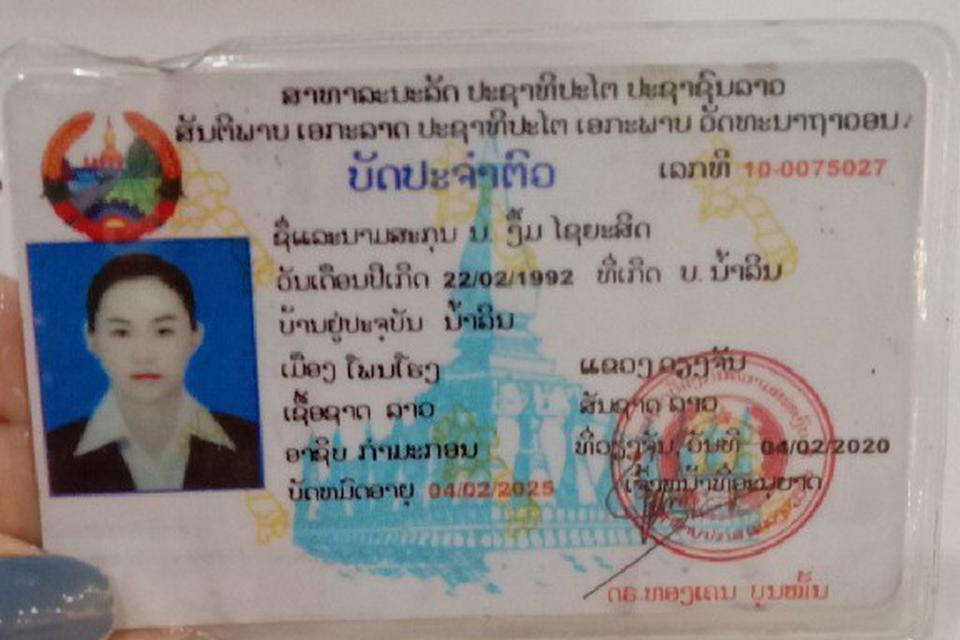 ສາທາລະນະລັດ ປະຊາທິປະໄຕ ປະຊາຊົນລາວ
ສັນຕິພາບ ເອກະລາດ ປະຊາທິປະໄຕ ເອກະພາບ ວັດທະນາຖາວອນ
ບັດປະຈຳຕົວ ເລກທີ 10-0075027
ຊື່ແລະນາມສະກຸນ ນ. ງື້ມ ໄຊຍະສິດ
ວັນເດືອນປີເກີດ 22/02/1992 ທີ່ເກີດ ບ. ນ້ຳລິນ
ບ້ານຢູ່ປະຈຸບັນ ນ້ຳລິນ
ເມືອງ ໂພນໂຮງ ແຂວງ ວຽງຈັນ
ເຊື້ອຊາດ ລາວ ສັນຊາດ ລາວ
ອາຊີບ ກຳມະກອນ ທີ່ວຽງຈັນ, ວັນທີ 04/02/2020
ບັດຫມົດອາຍຸ 04/02/2025 ເຈົ້າຫນ້າທີ່ອະນຸຍາດ
ດຣ.ທອງເຄນ ບຸນໝັ້ນ